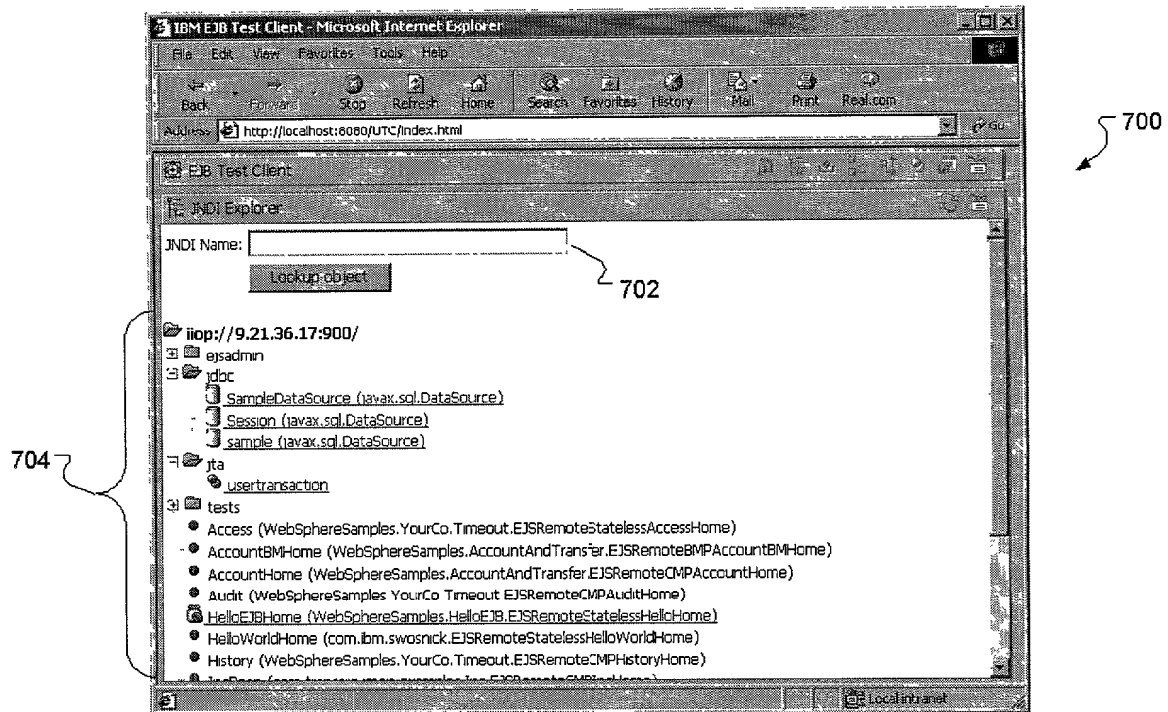 IBM EJB Test Client - Microsoft Internet Explorer
File Edit View Favorites Tools Help
Back Forward Stop Refresh Home Search Favorites History Mail Print Real.com
Address http://localhost:8080/UTC/index.html Go
700
EJB Test Client
JNDI Explorer
JNDI Name:
Lookup object
702
iiop://9.21.36.17:900/
ejsadmin
jdbc
SampleDataSource (javax.sql.DataSource)
Session (javax.sql.DataSource)
sample (javax.sql.DataSource)
704
jta
usertransaction
tests
Access (WebSphereSamples.YourCo.Timeout.EJSRemoteStatelessAccessHome)
AccountBMHome (WebSphereSamples.AccountAndTransfer.EJSRemoteBMPAccountBMHome)
AccountHome (WebSphereSamples.AccountAndTransfer.EJSRemoteCMPAccountHome)
Audit (WebSphereSamples YourCo Timeout EJSRemoteCMPAuditHome)
HelloEJBHome (WebSphereSamples.HelloEJB.EJSRemoteStatelessHelloHome)
HelloWorldHome (com.ibm.swosnick.EJSRemoteStatelessHelloWorldHome)
History (WebSphereSamples.YourCo.Timeout.EJSRemoteCMPHistoryHome)
Local intranet